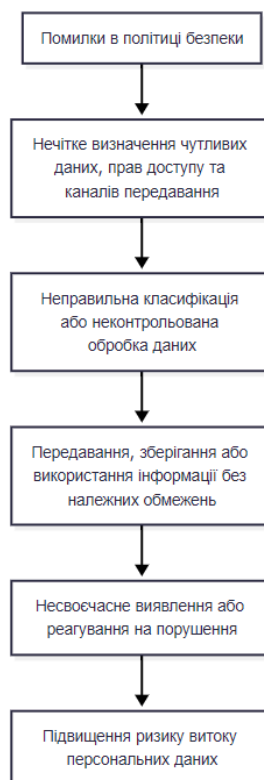 Помилки в політиці безпеки
Нечітке визначення чутливих
даних, прав доступу та
каналів передавання
Неправильна класифікація
або неконтрольована
обробка даних
Передавання, зберігання або
використання інформації без
належних обмежень
Несвоєчасне виявлення або
реагування на порушення
Підвищення ризику витоку
персональних даних